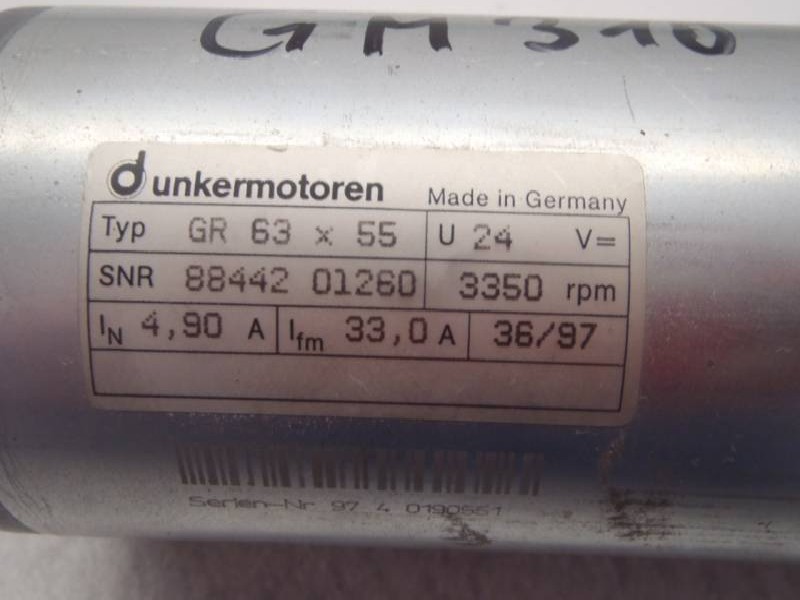 GM 310
dunkermotoren Made in Germany
Typ GR 63 x 55 U 24 V=
SNR 88442 01260 3350 rpm
IN 4,90 A Ifm 33,0 A 36/97
Serien-Nr 97 4 0190551